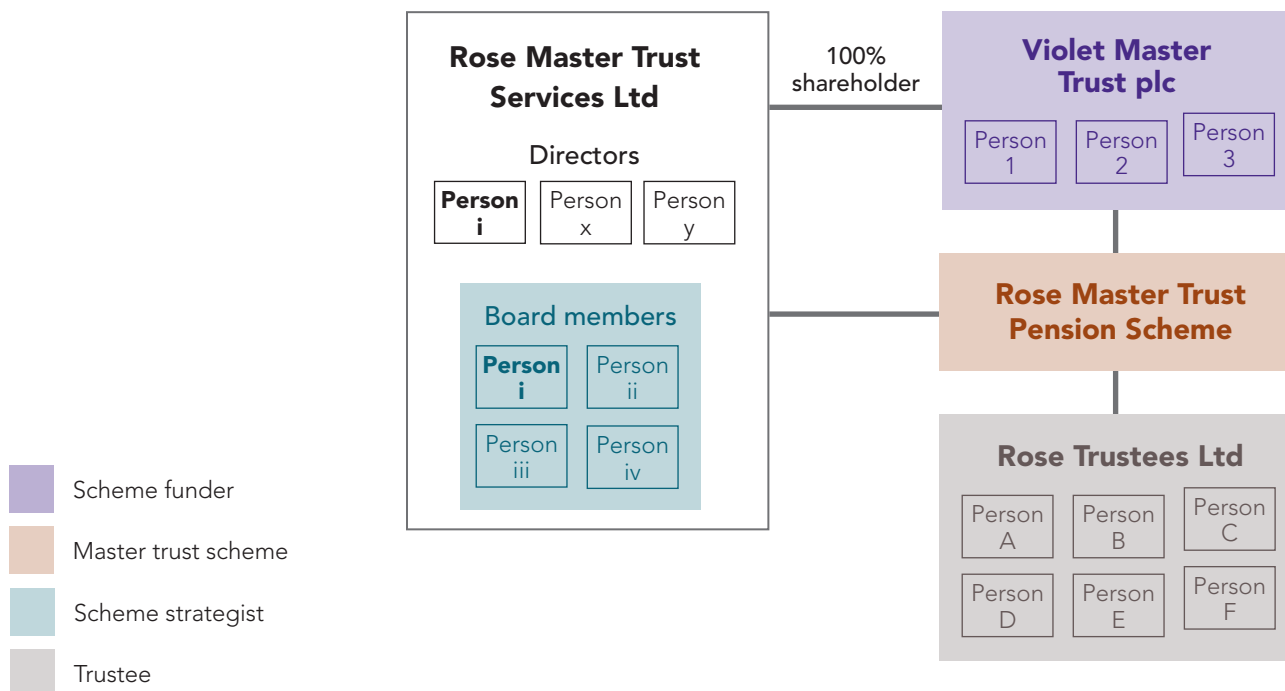 Rose Master Trust
Services Ltd
Directors
Person
i
Person
x
Person
y
Board members
Person
i
Person
ii
Person
iii
Person
iv
100%
shareholder
Violet Master
Trust plc
Person
1
Person
2
Person
3
Rose Master Trust
Pension Scheme
Rose Trustees Ltd
Person
A
Person
B
Person
C
Person
D
Person
E
Person
F
Scheme funder
Master trust scheme
Scheme strategist
Trustee